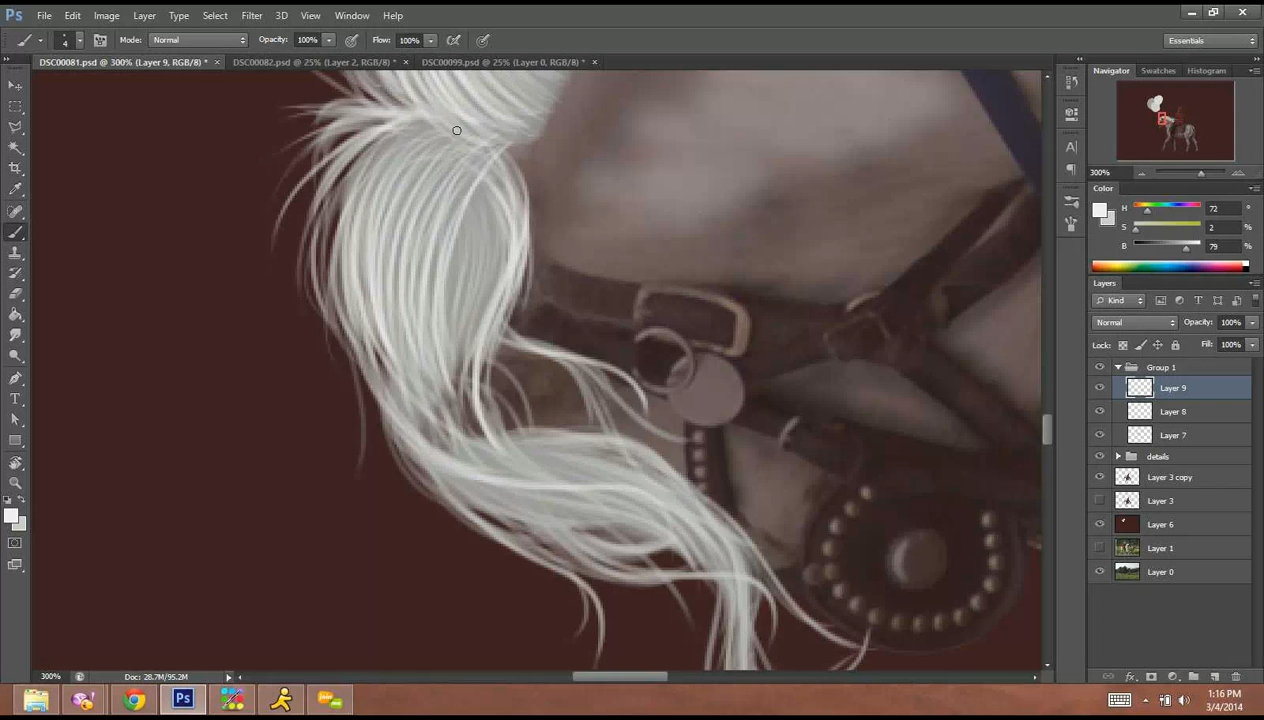 Ps File Edit Image Layer Type Select Filter 3D View Window Help
4 Mode: Normal Opacity: 100% Flow: 100% Essentials
DSC00081.psd @ 300% (Layer 9, RGB/8) * × DSC00082.psd @ 25% (Layer 2, RGB/8) * × DSC00099.psd @ 25% (Layer 0, RGB/8) * ×
Navigator Swatches Histogram
300%
Color
H 72 °
S 2 %
B 79 %
Layers
Kind
Normal Opacity: 100%
Lock: Fill: 100%
Group 1
Layer 9
Layer 8
Layer 7
details
Layer 3 copy
Layer 3
Layer 6
Layer 1
Layer 0
300% Doc: 28.7M/95.2M
Ps
1:16 PM
3/4/2014